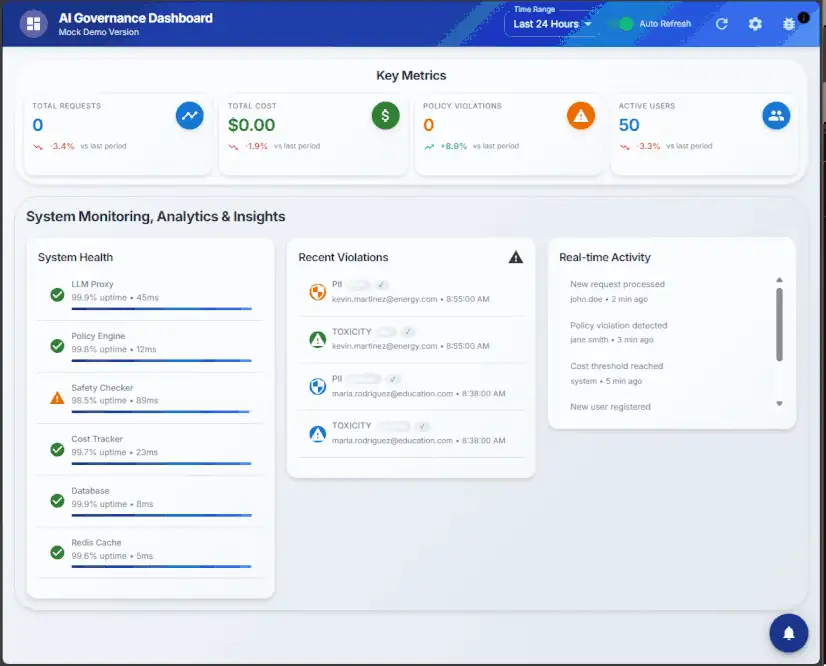 AI Governance Dashboard
Mock Demo Version
Time Range
Last 24 Hours
Auto Refresh
Key Metrics
TOTAL REQUESTS
0
-3.4% vs last period
TOTAL COST
$0.00
-1.9% vs last period
POLICY VIOLATIONS
0
+8.9% vs last period
ACTIVE USERS
50
-3.3% vs last period
System Monitoring, Analytics & Insights
System Health
LLM Proxy
99.9% uptime • 45ms
Policy Engine
99.8% uptime • 12ms
Safety Checker
98.5% uptime • 89ms
Cost Tracker
99.7% uptime • 23ms
Database
99.9% uptime • 8ms
Redis Cache
99.6% uptime • 5ms
Recent Violations
PII
kevin.martinez@energy.com • 8:55:00 AM
TOXICITY
kevin.martinez@energy.com • 8:55:00 AM
PII
maria.rodriguez@education.com • 8:38:00 AM
TOXICITY
maria.rodriguez@education.com • 8:38:00 AM
Real-time Activity
New request processed
john.doe • 2 min ago
Policy violation detected
jane.smith • 3 min ago
Cost threshold reached
system • 5 min ago
New user registered